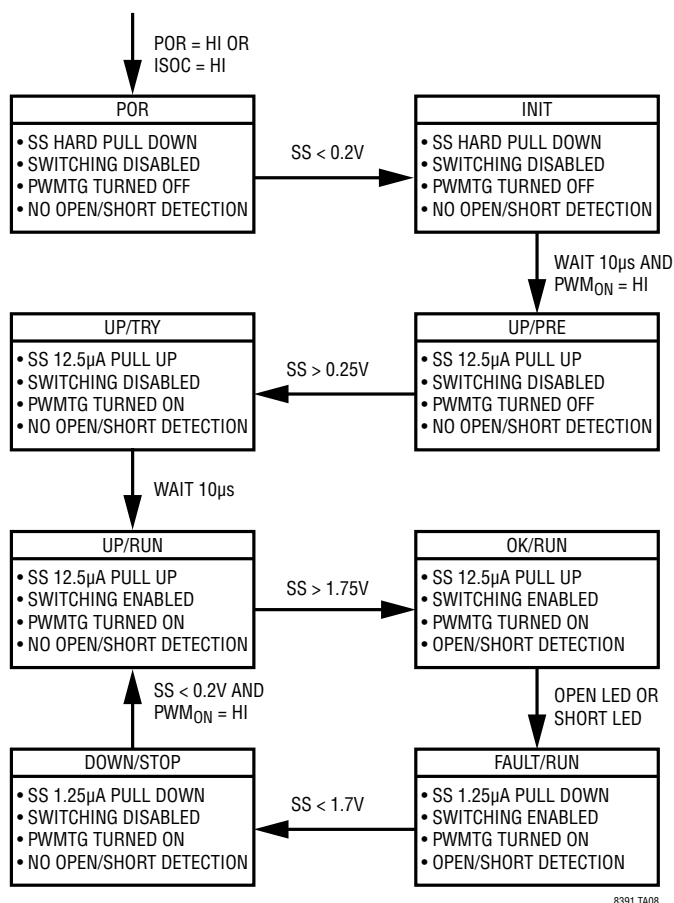 POR = HI OR
ISOC = HI
POR
• SS HARD PULL DOWN
• SWITCHING DISABLED
• PWMTG TURNED OFF
• NO OPEN/SHORT DETECTION
SS < 0.2V
INIT
• SS HARD PULL DOWN
• SWITCHING DISABLED
• PWMTG TURNED OFF
• NO OPEN/SHORT DETECTION
WAIT 10µs AND
PWMON = HI
UP/PRE
• SS 12.5µA PULL UP
• SWITCHING DISABLED
• PWMTG TURNED OFF
• NO OPEN/SHORT DETECTION
SS > 0.25V
UP/TRY
• SS 12.5µA PULL UP
• SWITCHING DISABLED
• PWMTG TURNED ON
• NO OPEN/SHORT DETECTION
WAIT 10µs
UP/RUN
• SS 12.5µA PULL UP
• SWITCHING ENABLED
• PWMTG TURNED ON
• NO OPEN/SHORT DETECTION
SS > 1.75V
OK/RUN
• SS 12.5µA PULL UP
• SWITCHING ENABLED
• PWMTG TURNED ON
• OPEN/SHORT DETECTION
OPEN LED OR
SHORT LED
FAULT/RUN
• SS 1.25µA PULL DOWN
• SWITCHING ENABLED
• PWMTG TURNED ON
• OPEN/SHORT DETECTION
SS < 1.7V
DOWN/STOP
• SS 1.25µA PULL DOWN
• SWITCHING DISABLED
• PWMTG TURNED ON
• NO OPEN/SHORT DETECTION
SS < 0.2V AND
PWMON = HI
8391 TA08